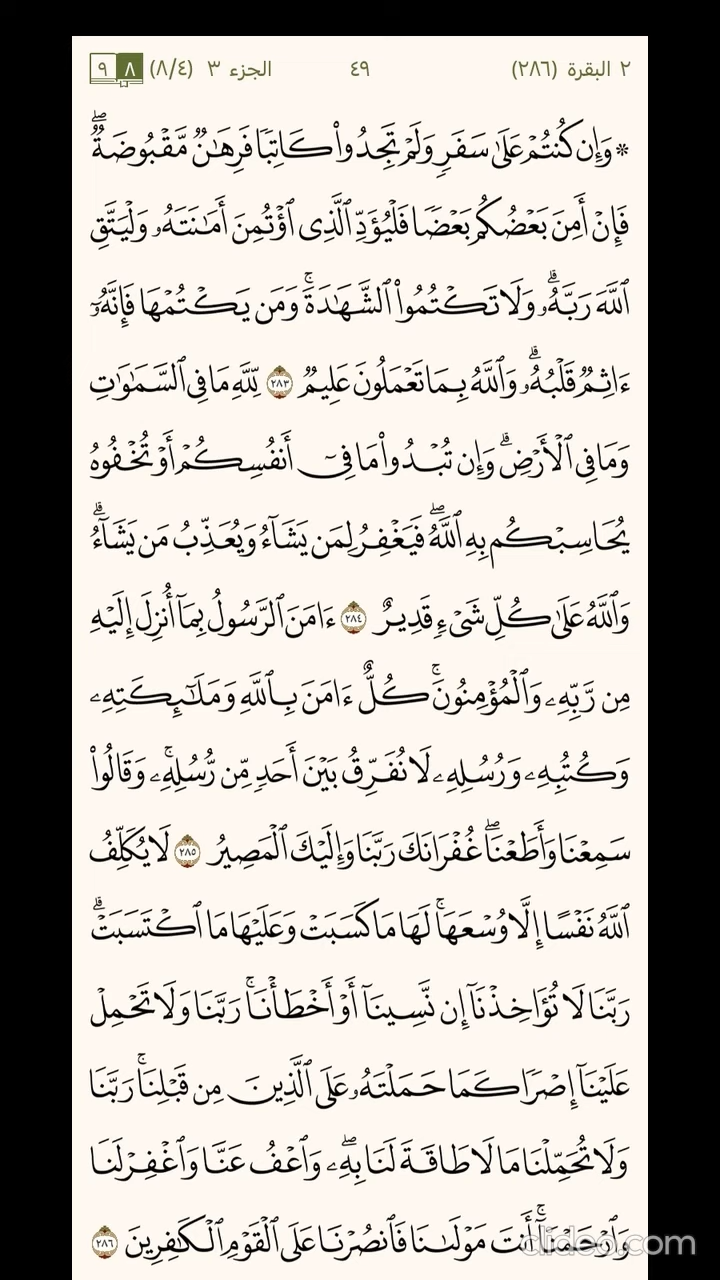 ٢ البقرة (٢٨٦) ٤٩ الجزء ٣ (٨/٤) ٨ ٩
۞ وَإِن كُنتُمْ عَلَىٰ سَفَرٍ وَلَمْ تَجِدُوا۟ كَاتِبًا فَرِهَـٰنٌ مَّقْبُوضَةٌ ۖ
فَإِنْ أَمِنَ بَعْضُكُم بَعْضًا فَلْيُؤَدِّ ٱلَّذِى ٱؤْتُمِنَ أَمَـٰنَتَهُۥ وَلْيَتَّقِ
ٱللَّهَ رَبَّهُۥ ۗ وَلَا تَكْتُمُوا۟ ٱلشَّهَـٰدَةَ ۚ وَمَن يَكْتُمْهَا فَإِنَّهُۥٓ
ءَاثِمٌ قَلْبُهُۥ ۗ وَٱللَّهُ بِمَا تَعْمَلُونَ عَلِيمٌ ٢٨٣ لِّلَّهِ مَا فِى ٱلسَّمَـٰوَٰتِ
وَمَا فِى ٱلْأَرْضِ ۗ وَإِن تُبْدُوا۟ مَا فِىٓ أَنفُسِكُمْ أَوْ تُخْفُوهُ
يُحَاسِبْكُم بِهِ ٱللَّهُ ۖ فَيَغْفِرُ لِمَن يَشَآءُ وَيُعَذِّبُ مَن يَشَآءُ ۗ
وَٱللَّهُ عَلَىٰ كُلِّ شَىْءٍ قَدِيرٌ ٢٨٤ ءَامَنَ ٱلرَّسُولُ بِمَآ أُنزِلَ إِلَيْهِ
مِن رَّبِّهِۦ وَٱلْمُؤْمِنُونَ ۚ كُلٌّ ءَامَنَ بِٱللَّهِ وَمَلَـٰٓئِكَتِهِۦ
وَكُتُبِهِۦ وَرُسُلِهِۦ لَا نُفَرِّقُ بَيْنَ أَحَدٍ مِّن رُّسُلِهِۦ ۚ وَقَالُوا۟
سَمِعْنَا وَأَطَعْنَا ۖ غُفْرَانَكَ رَبَّنَا وَإِلَيْكَ ٱلْمَصِيرُ ٢٨٥ لَا يُكَلِّفُ
ٱللَّهُ نَفْسًا إِلَّا وُسْعَهَا ۚ لَهَا مَا كَسَبَتْ وَعَلَيْهَا مَا ٱكْتَسَبَتْ ۗ
رَبَّنَا لَا تُؤَاخِذْنَآ إِن نَّسِينَآ أَوْ أَخْطَأْنَا ۚ رَبَّنَا وَلَا تَحْمِلْ
عَلَيْنَآ إِصْرًا كَمَا حَمَلْتَهُۥ عَلَى ٱلَّذِينَ مِن قَبْلِنَا ۚ رَبَّنَا
وَلَا تُحَمِّلْنَا مَا لَا طَاقَةَ لَنَا بِهِۦ ۖ وَٱعْفُ عَنَّا وَٱغْفِرْ لَنَا
وَٱرْحَمْنَآ ۚ أَنتَ مَوْلَىٰنَا فَٱنصُرْنَا عَلَى ٱلْقَوْمِ ٱلْكَـٰفِرِينَ ٢٨٦
clideo.com